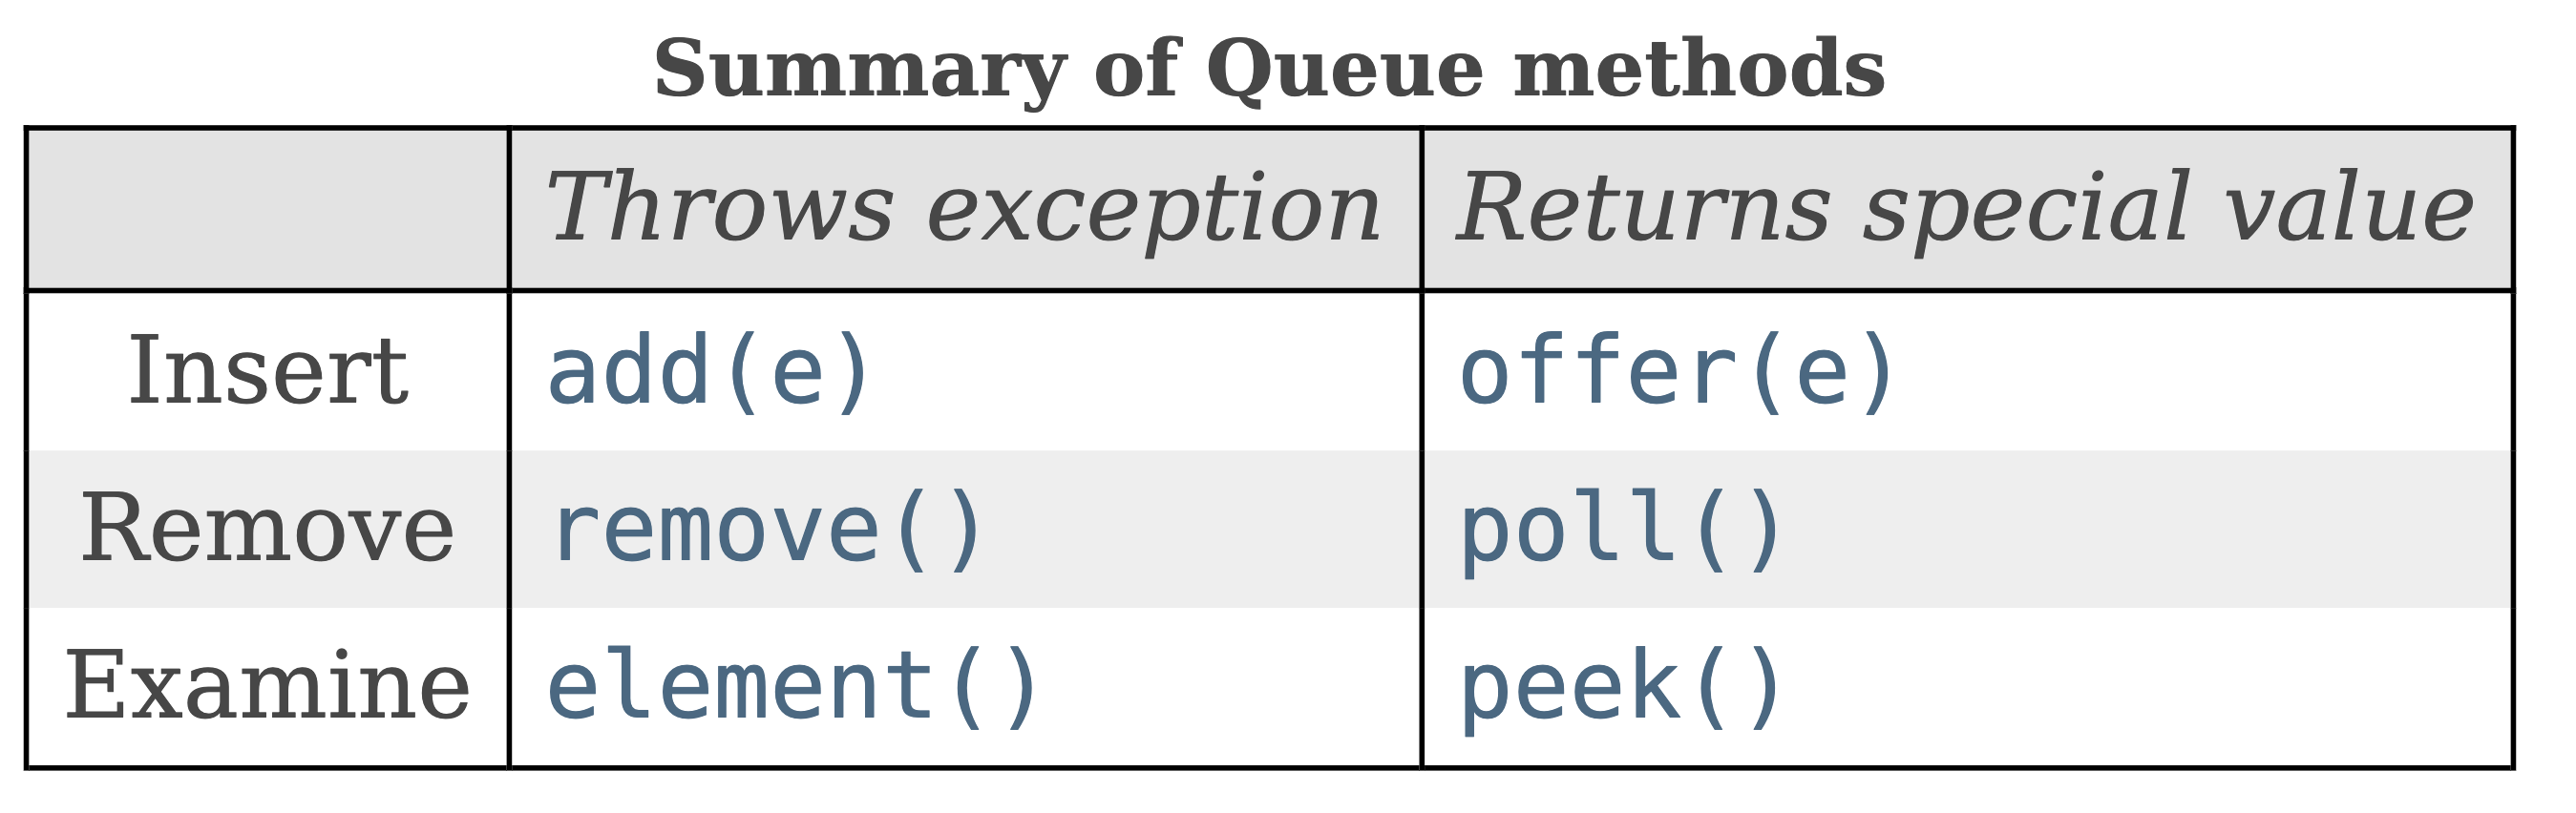 Summary of Queue methods
Throws exception Returns special value
Insert add(e) offer(e)
Remove remove() poll()
Examine element() peek()